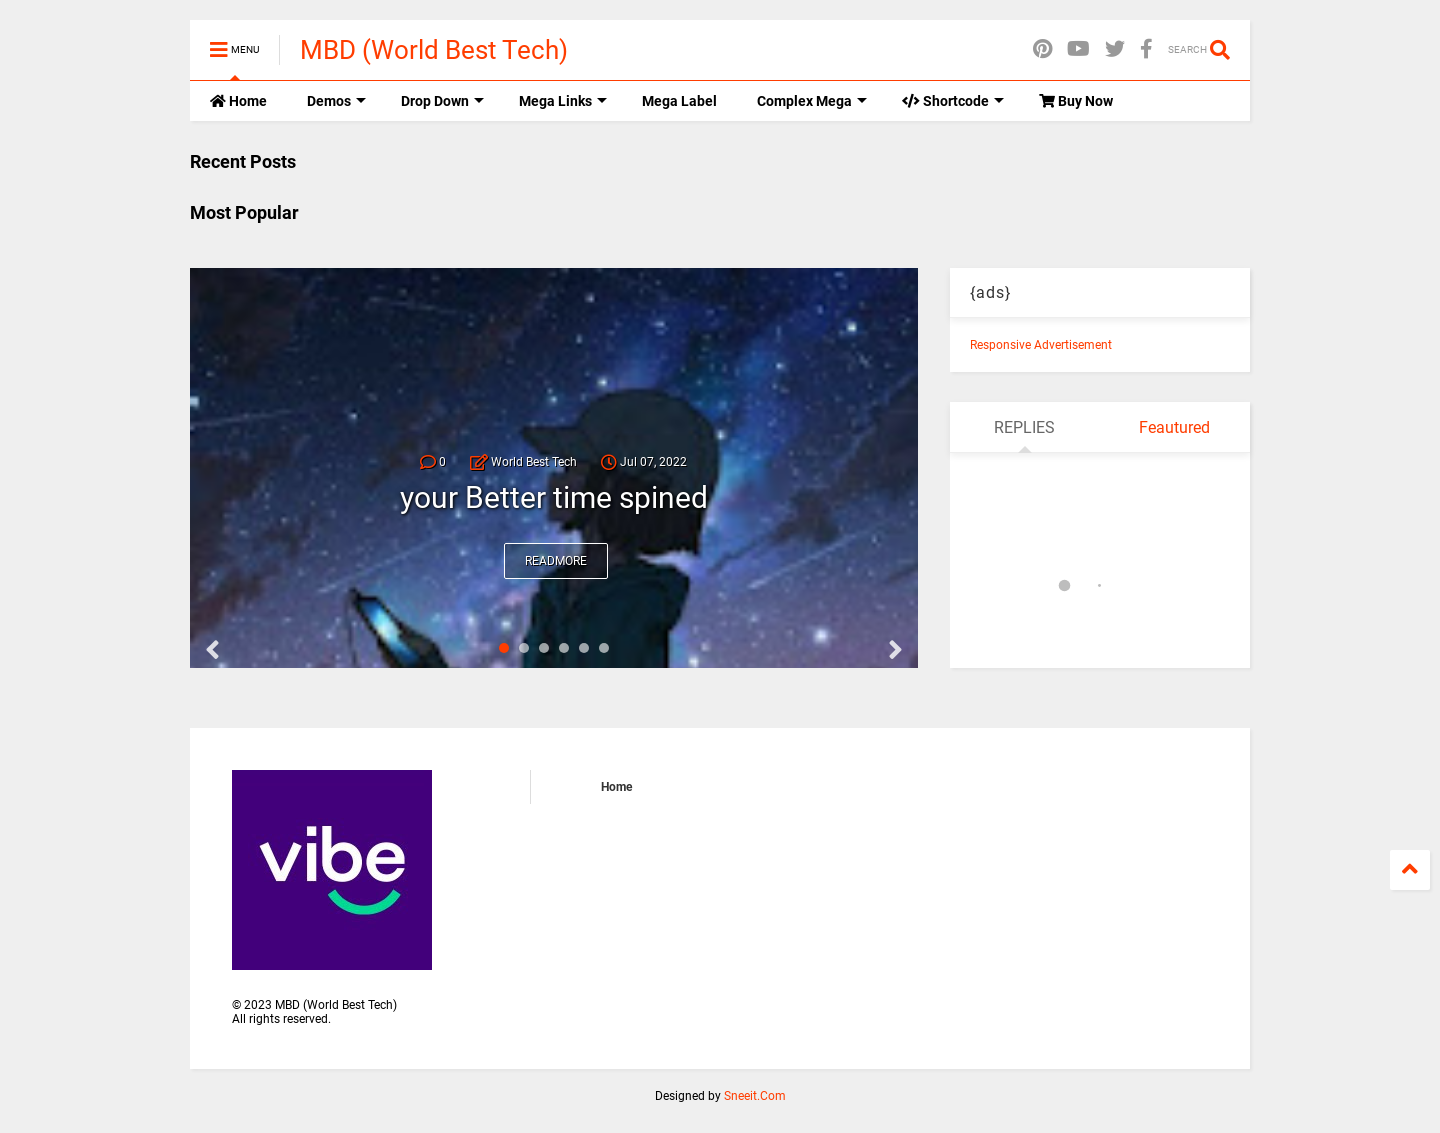 MENU
MBD (World Best Tech)
SEARCH
Home
Demos
Drop Down
Mega Links
Mega Label
Complex Mega
Shortcode
Buy Now
Recent Posts
Most Popular
0
World Best Tech
Jul 07, 2022
your Better time spined
READMORE
{ads}
Responsive Advertisement
REPLIES
Feautured
vibe
Home
© 2023 MBD (World Best Tech)
All rights reserved.
Designed by Sneeit.Com